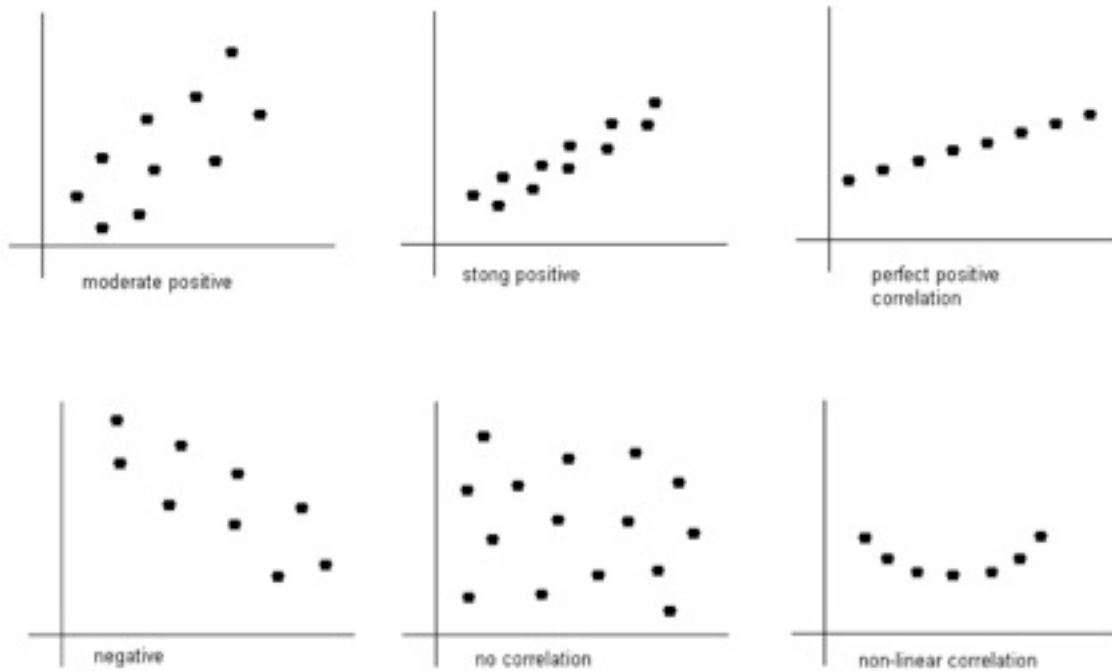 moderate positive
stong positive
perfect positive
correlation
negative
no correlation
non-linear correlation